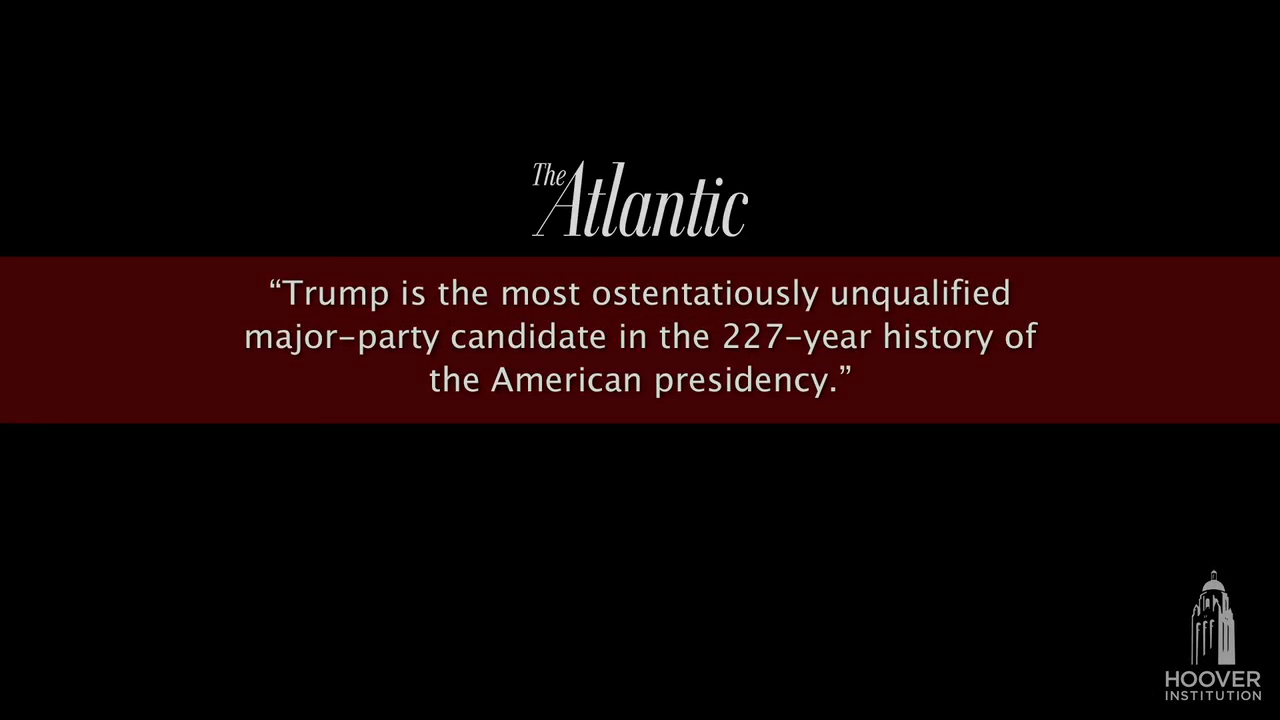 The Atlantic
“Trump is the most ostentatiously unqualified
major-party candidate in the 227-year history of
the American presidency.”
HOOVER
INSTITUTION